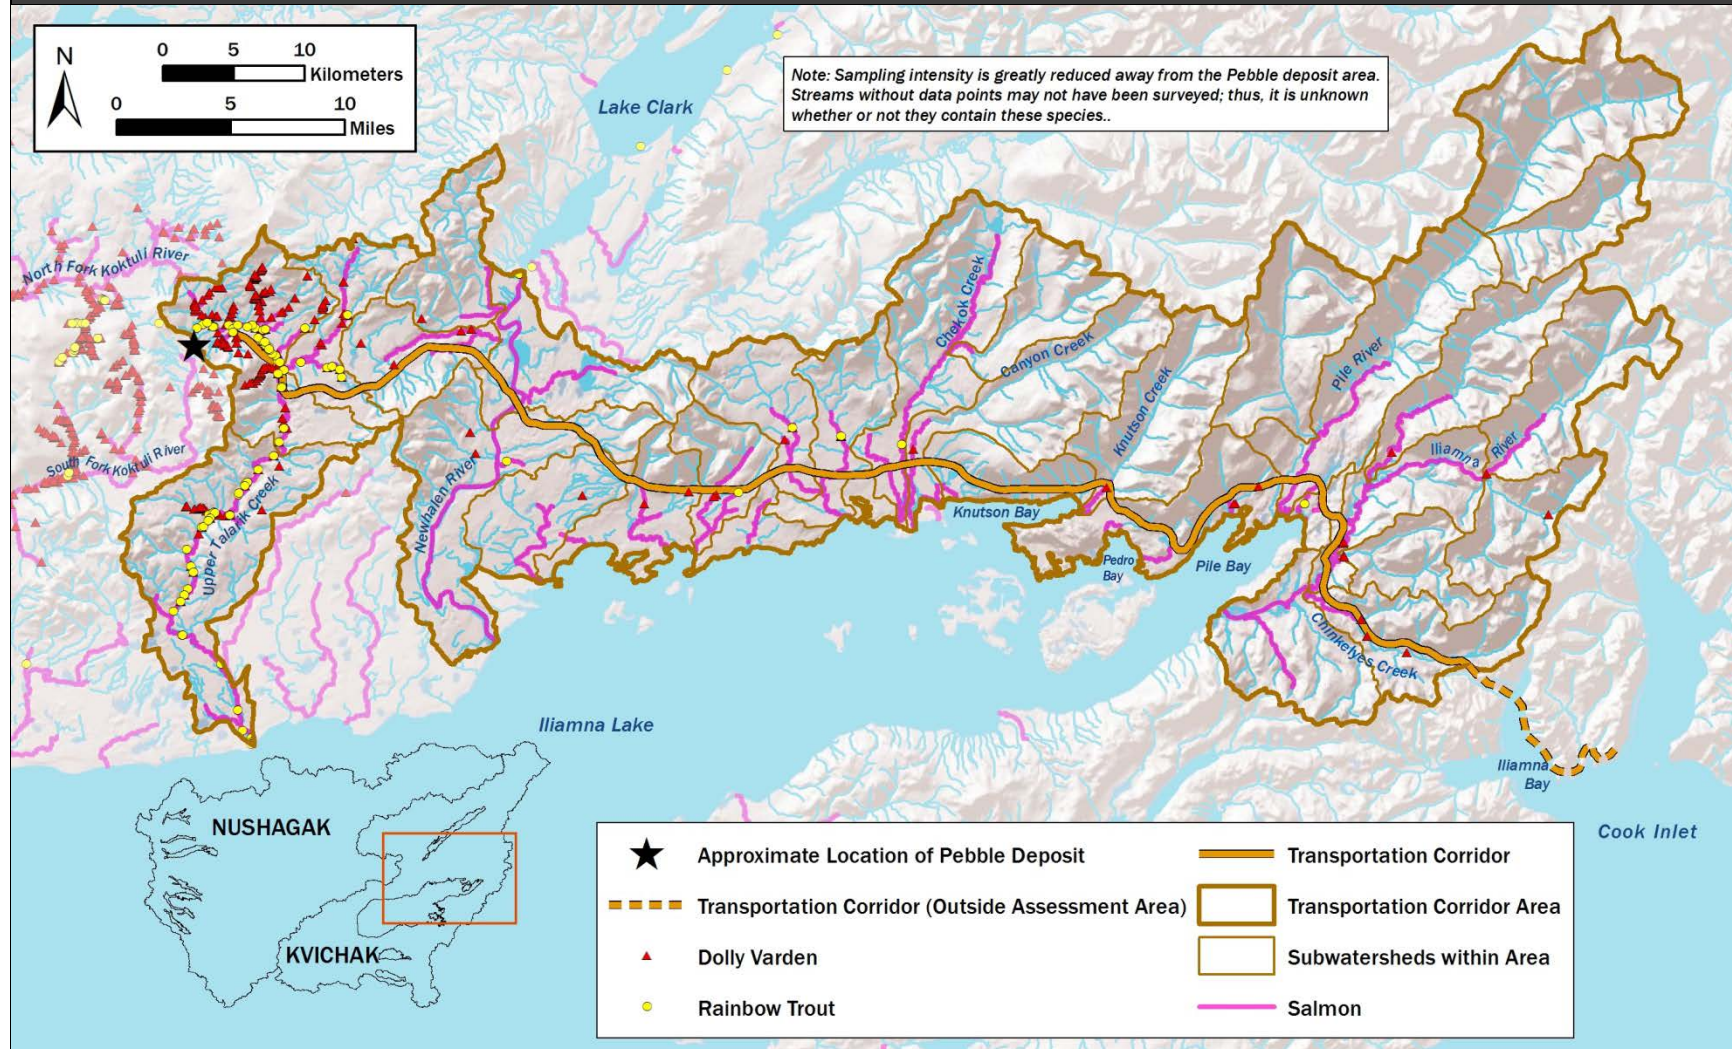 N
0 5 10
Kilometers
0 5 10
Miles
Note: Sampling intensity is greatly reduced away from the Pebble deposit area.
Streams without data points may not have been surveyed; thus, it is unknown
whether or not they contain these species..
Lake Clark
North Fork Koktuli River
South Fork Koktuli River
Upper Talarik Creek
Newhalen River
Chekok Creek
Canyon Creek
Knutson Creek
Pile River
Iliamna River
Knutson Bay
Pedro
Bay
Pile Bay
Chinkelyes Creek
Iliamna Lake
Iliamna
Bay
Cook Inlet
NUSHAGAK
KVICHAK
Approximate Location of Pebble Deposit
Transportation Corridor (Outside Assessment Area)
Dolly Varden
Rainbow Trout
Transportation Corridor
Transportation Corridor Area
Subwatersheds within Area
Salmon